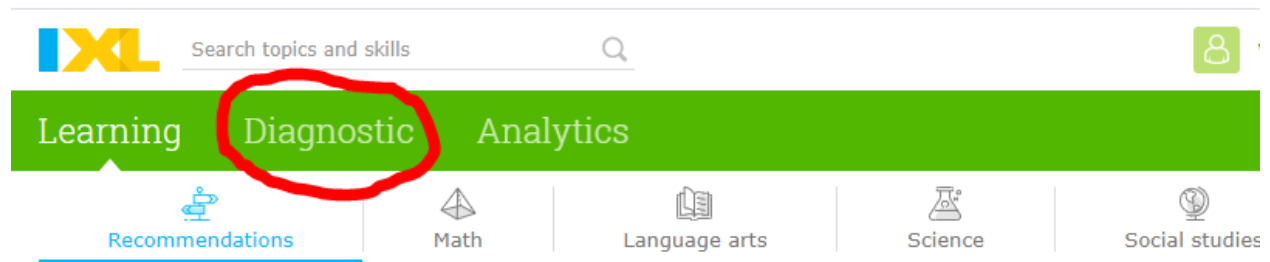 IXL Search topics and skills
Learning Diagnostic Analytics
Recommendations Math Language arts Science Social studies